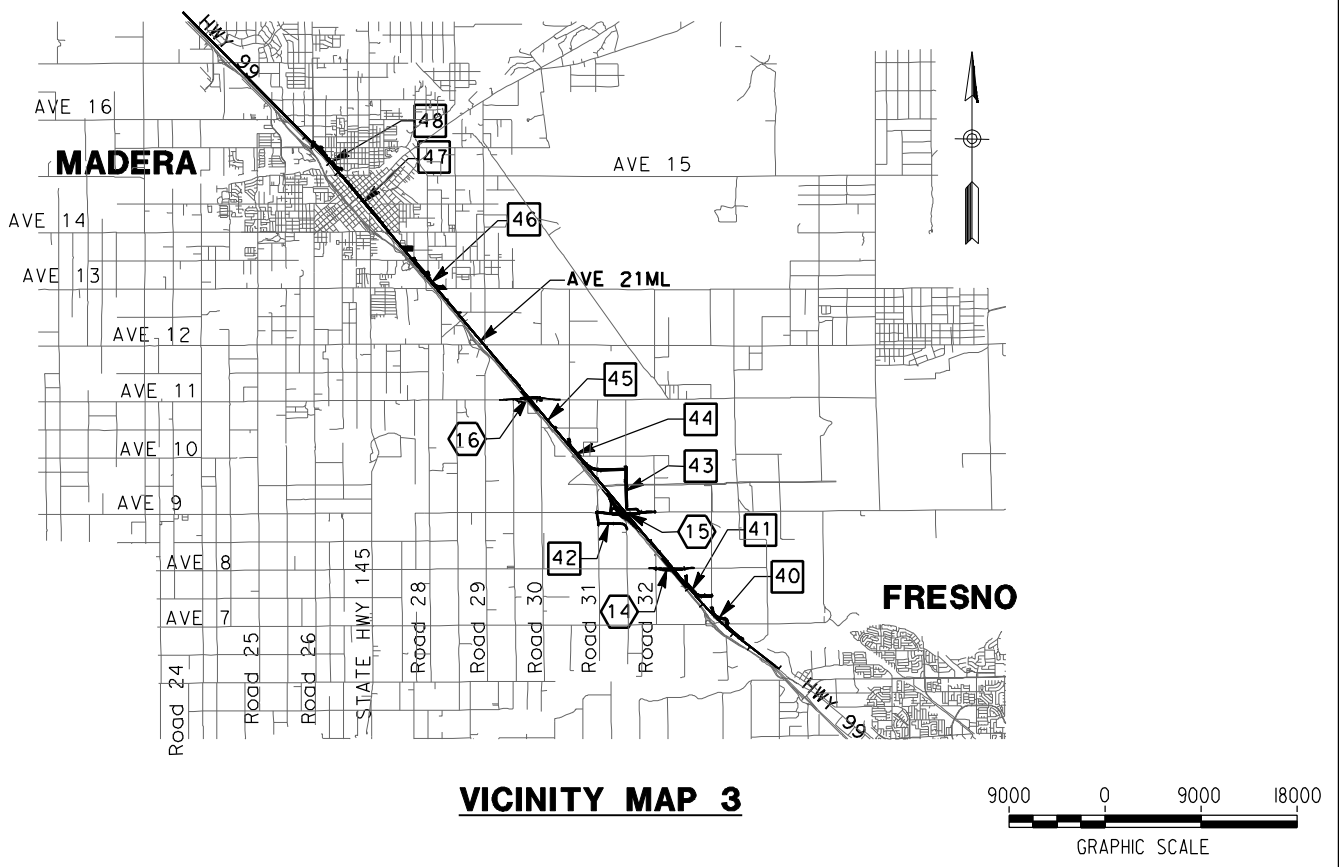 HWY 99
AVE 16
48
MADERA
47
AVE 15
AVE 14
46
AVE 13
AVE 21ML
AVE 12
45
AVE 11
44
16
AVE 10
43
AVE 9
15
41
42
AVE 8
40
14
AVE 7
FRESNO
Road 24
Road 25
Road 26
STATE HWY 145
Road 28
Road 29
Road 30
Road 31
Road 32
HWY 99
VICINITY MAP 3
9000 0 9000 18000
GRAPHIC SCALE